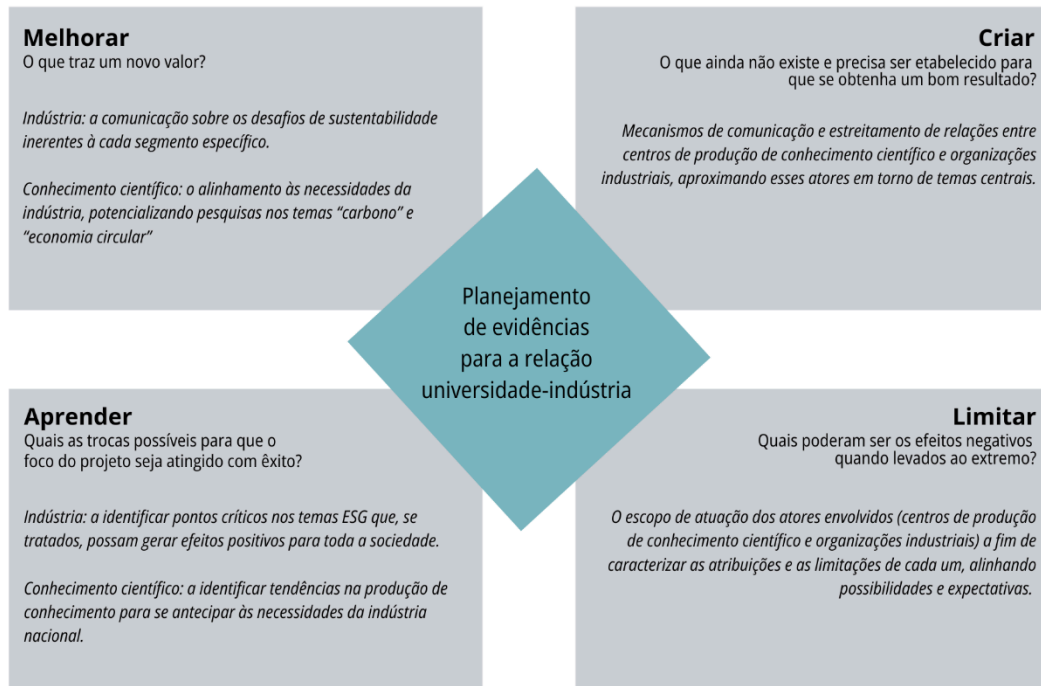 Melhorar
O que traz um novo valor?
Indústria: a comunicação sobre os desafios de sustentabilidade
inerentes à cada segmento específico.
Conhecimento científico: o alinhamento às necessidades da
indústria, potencializando pesquisas nos temas “carbono” e
“economia circular”
Criar
O que ainda não existe e precisa ser etabelecido para
que se obtenha um bom resultado?
Mecanismos de comunicação e estreitamento de relações entre
centros de produção de conhecimento científico e organizações
industriais, aproximando esses atores em torno de temas centrais.
Planejamento
de evidências
para a relação
universidade-indústria
Aprender
Quais as trocas possíveis para que o
foco do projeto seja atingido com êxito?
Indústria: a identificar pontos críticos nos temas ESG que, se
tratados, possam gerar efeitos positivos para toda a sociedade.
Conhecimento científico: a identificar tendências na produção de
conhecimento para se antecipar às necessidades da indústria
nacional.
Limitar
Quais poderam ser os efeitos negativos
quando levados ao extremo?
O escopo de atuação dos atores envolvidos (centros de produção
de conhecimento científico e organizações industriais) a fim de
caracterizar as atribuições e as limitações de cada um, alinhando
possibilidades e expectativas.